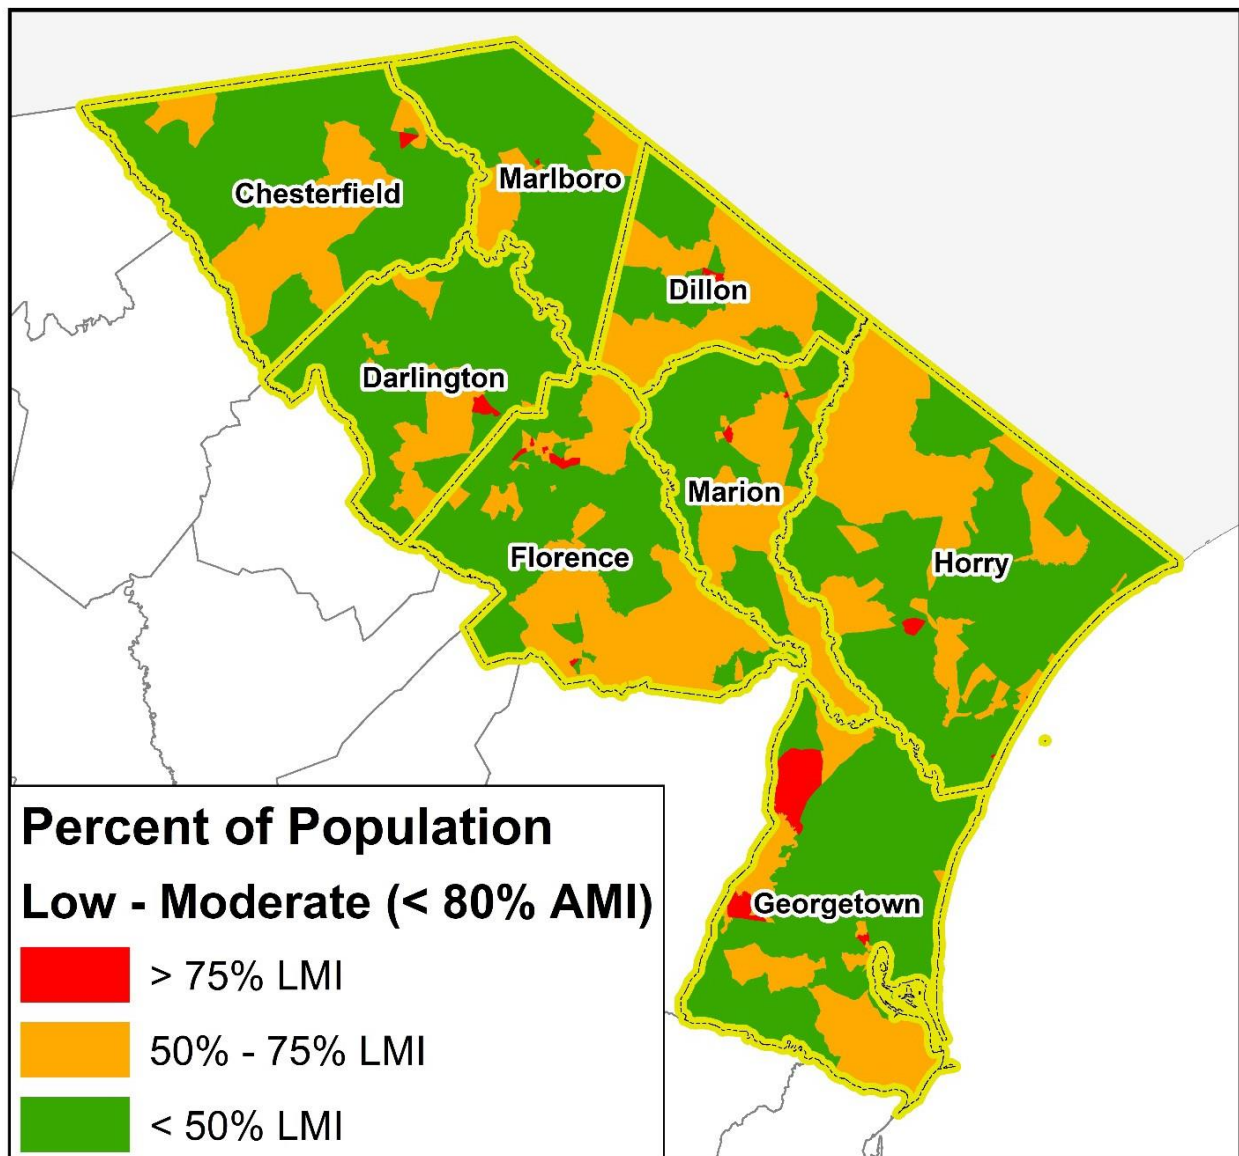 Chesterfield
Marlboro
Dillon
Darlington
Marion
Florence
Horry
Georgetown
Percent of Population
Low - Moderate (< 80% AMI)
> 75% LMI
50% - 75% LMI
< 50% LMI